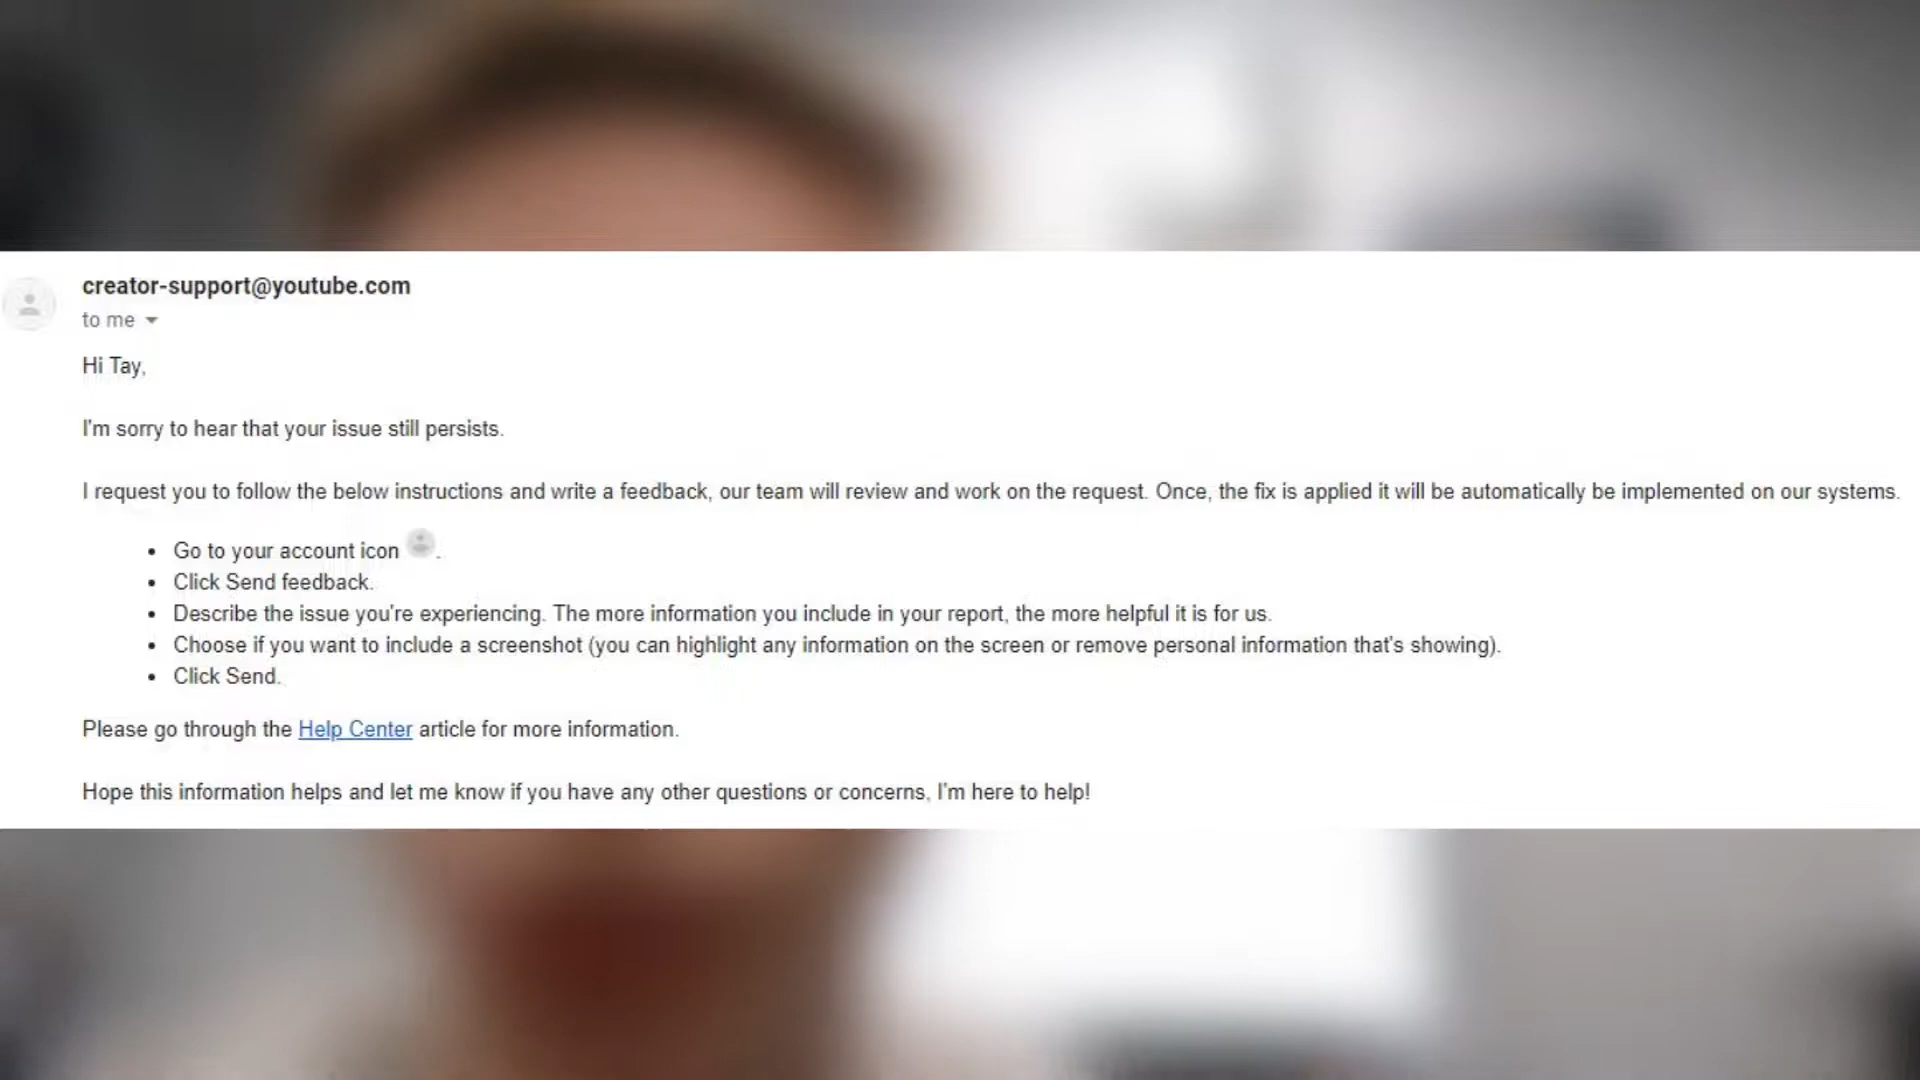 creator-support@youtube.com
to me
Hi Tay,
I'm sorry to hear that your issue still persists.
I request you to follow the below instructions and write a feedback, our team will review and work on the request. Once, the fix is applied it will be automatically be implemented on our systems.
• Go to your account icon .
• Click Send feedback.
• Describe the issue you're experiencing. The more information you include in your report, the more helpful it is for us.
• Choose if you want to include a screenshot (you can highlight any information on the screen or remove personal information that's showing).
• Click Send.
Please go through the Help Center article for more information.
Hope this information helps and let me know if you have any other questions or concerns, I'm here to help!